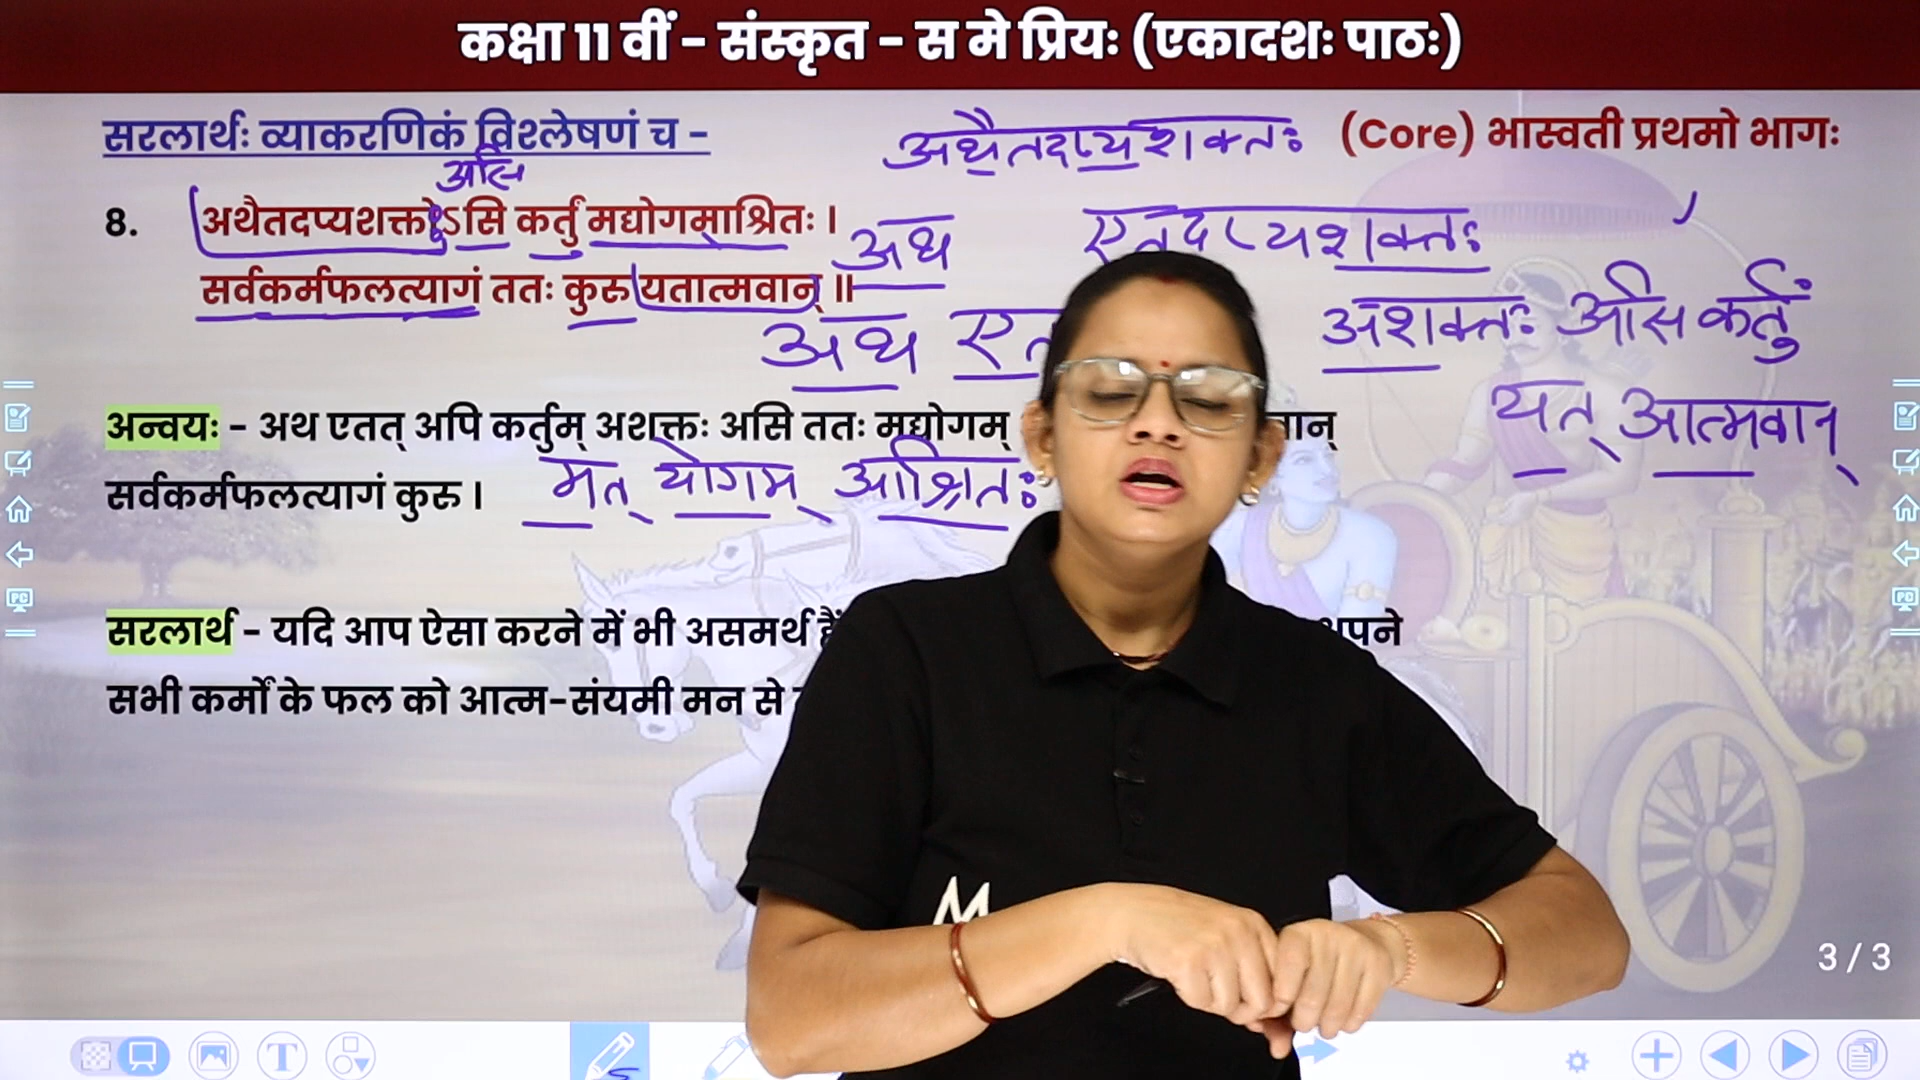 कक्षा 11 वीं - संस्कृत - स मे प्रियः (एकादशः पाठः)
सरलार्थः व्याकरणिकं विश्लेषणं च -
अथैतदप्यशक्तः
(Core) भास्वती प्रथमो भागः
असि
8. अथैतदप्यशक्तोऽसि कर्तुं मद्योगमाश्रितः ।
अथ एतदप्यशक्तः
सर्वकर्मफलत्यागं ततः कुरु यतात्मवान् ॥
अथ
अशक्तः असि कर्तुं
यत् आत्मवान्
अन्वयः - अथ एतत् अपि कर्तुम् अशक्तः असि ततः मद्योगम्
मत् योगम् आश्रितः
सर्वकर्मफलत्यागं कुरु ।
सरलार्थ - यदि आप ऐसा करने में भी असमर्थ
सभी कर्मों के फल को आत्म-संयमी मन से
M
3 / 3
T